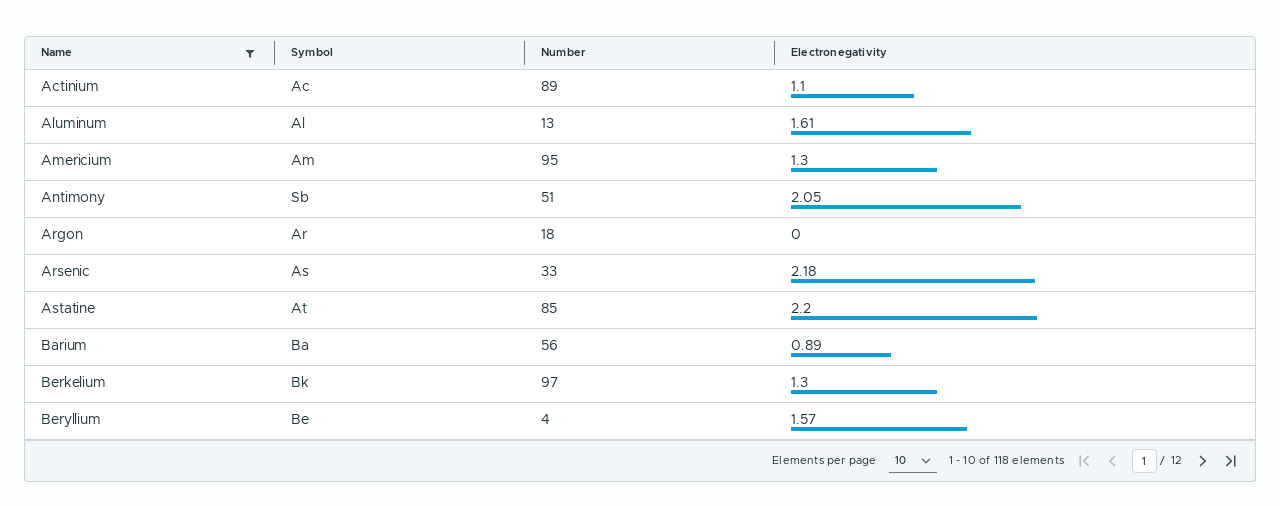 Name Symbol Number Electronegativity
Actinium Ac 89 1.1
Aluminum Al 13 1.61
Americium Am 95 1.3
Antimony Sb 51 2.05
Argon Ar 18 0
Arsenic As 33 2.18
Astatine At 85 2.2
Barium Ba 56 0.89
Berkelium Bk 97 1.3
Beryllium Be 4 1.57
Elements per page 10 1 - 10 of 118 elements 1 / 12